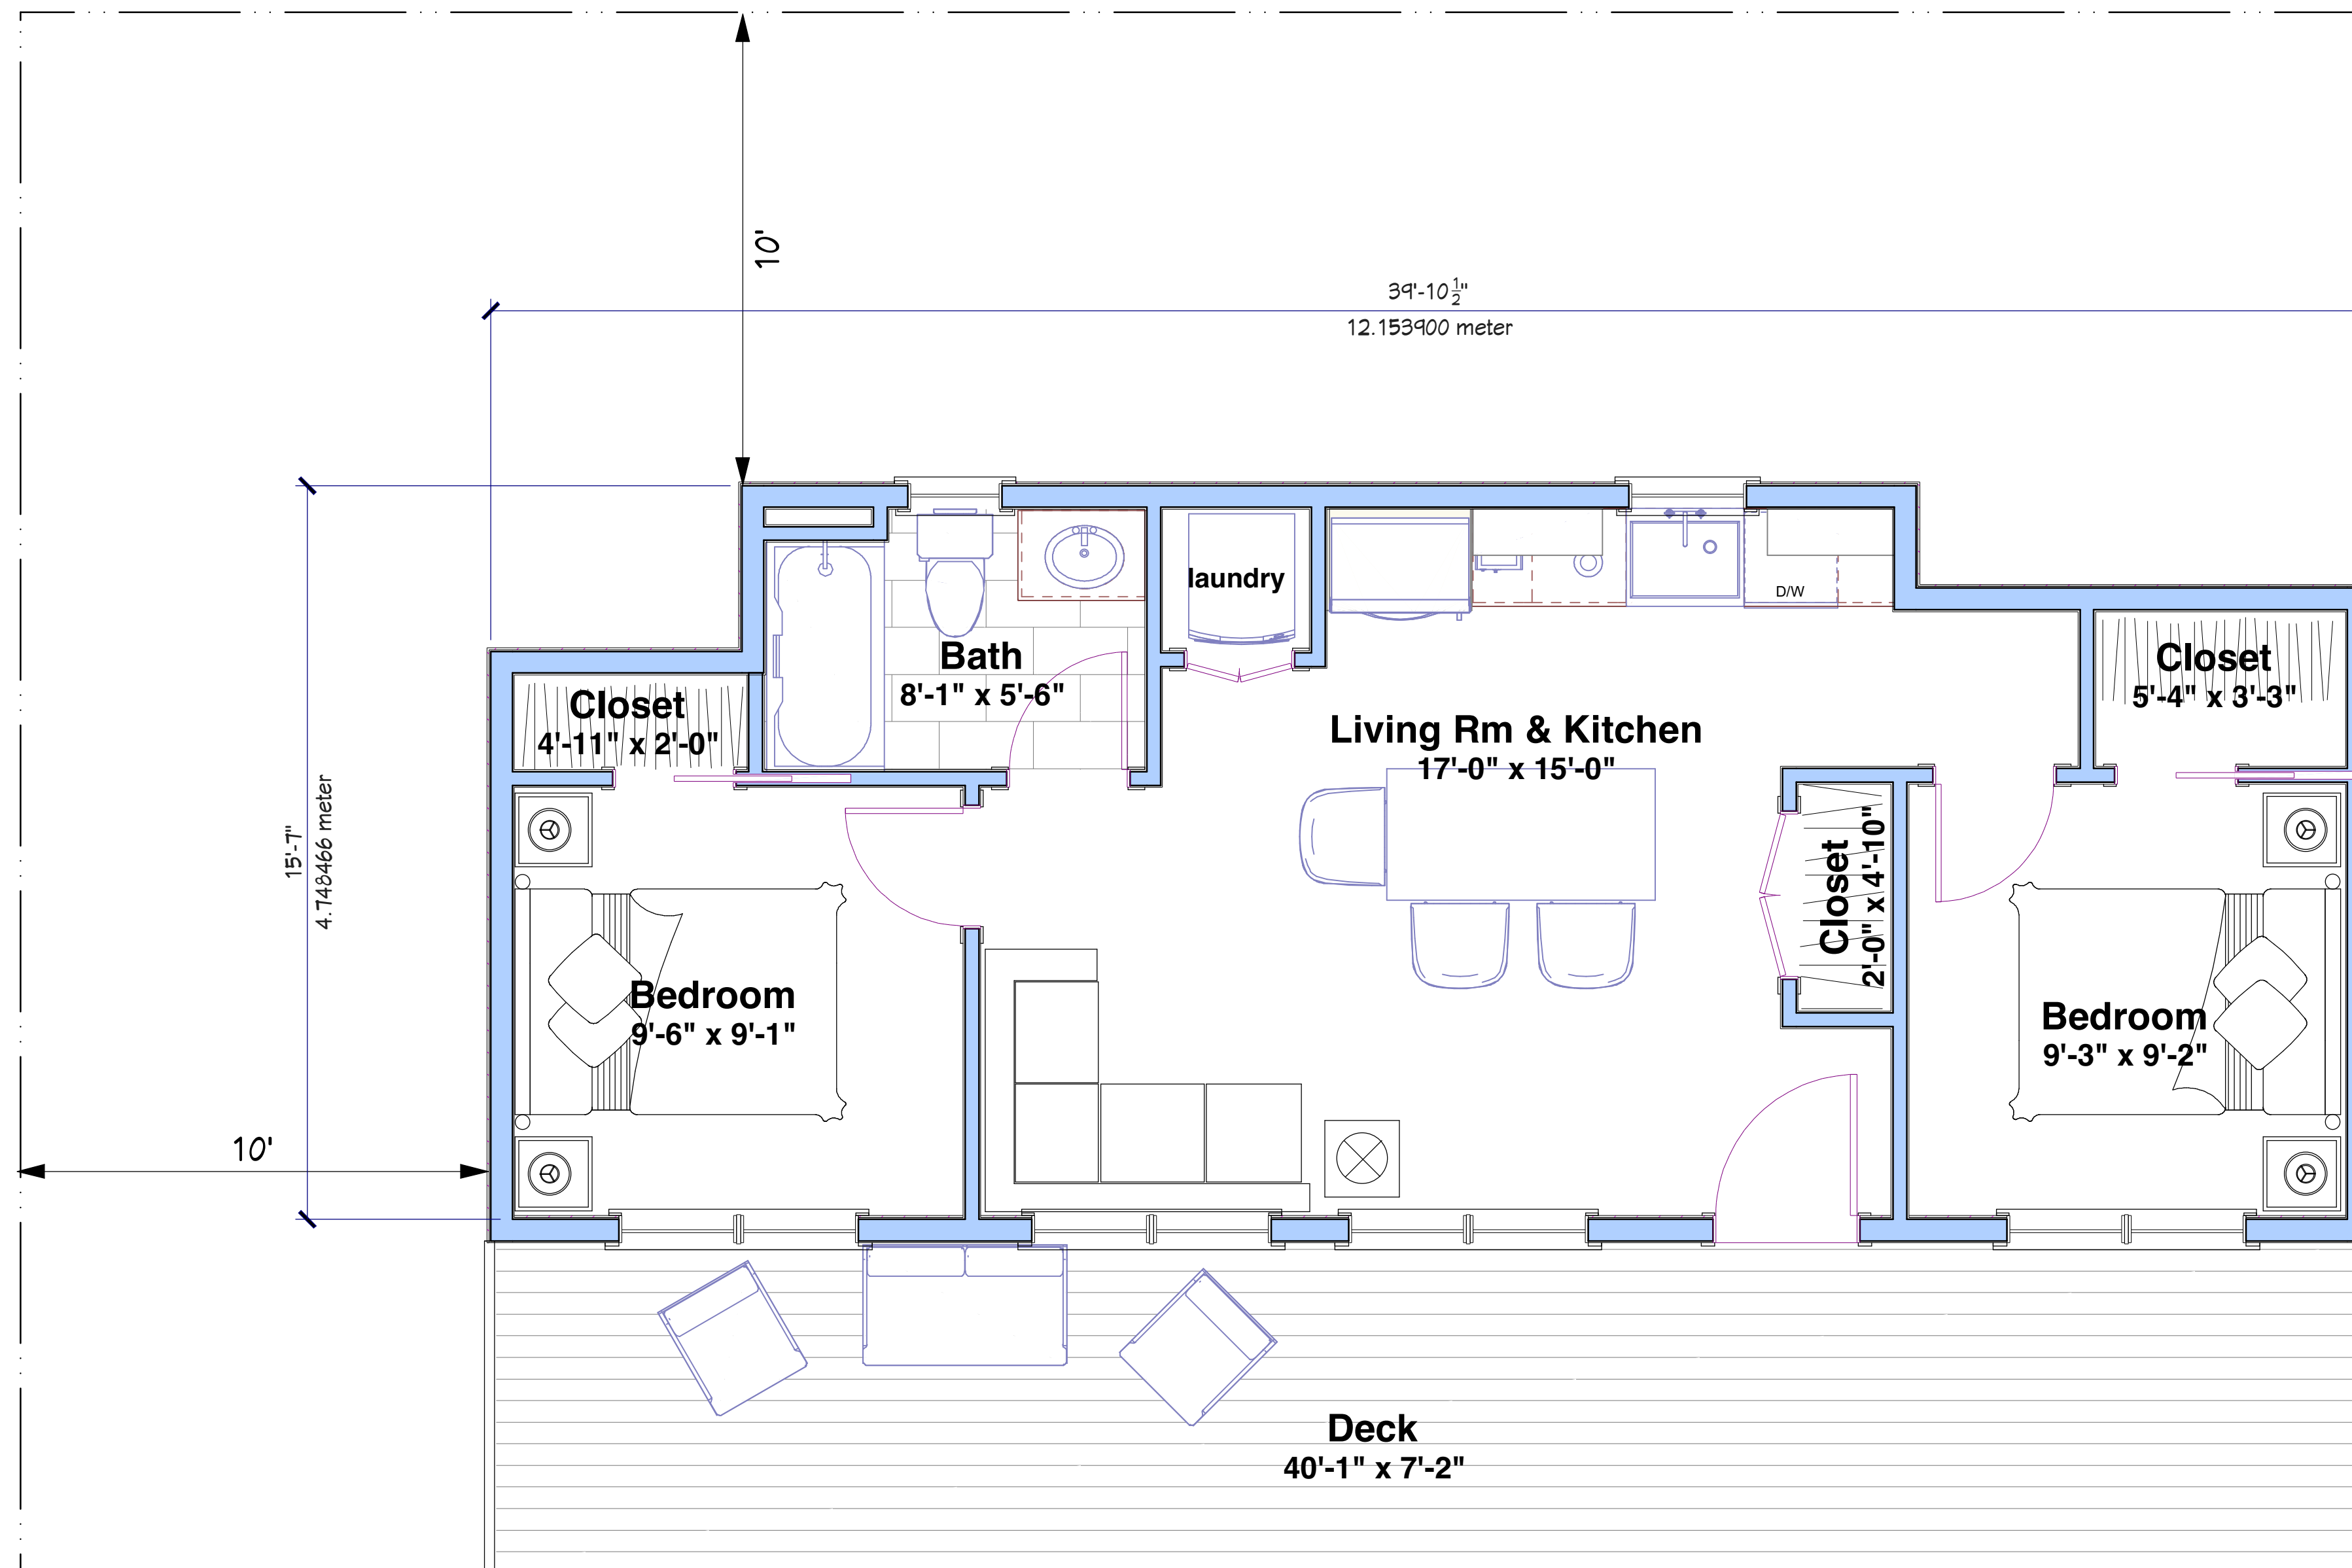 10'
39'-10 1/2"
12.153900 meter
15'-7"
4.748466 meter
10'
laundry
D/W
Bath
8'-1" x 5'-6"
Closet
4'-11" x 2'-0"
Living Rm & Kitchen
17'-0" x 15'-0"
Closet
5'-4" x 3'-3"
Closet
2'-0" x 4'-10"
Bedroom
9'-6" x 9'-1"
Bedroom
9'-3" x 9'-2"
Deck
40'-1" x 7'-2"